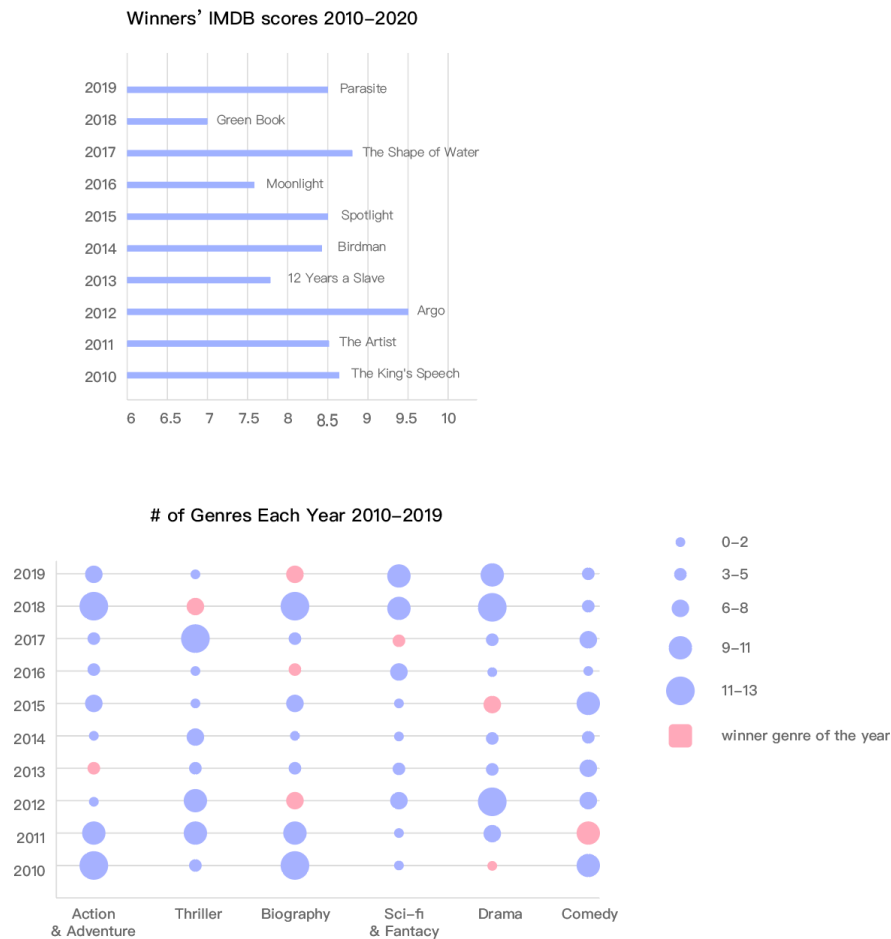 Winners’ IMDB scores 2010–2020
2019 Parasite
2018 Green Book
2017 The Shape of Water
2016 Moonlight
2015 Spotlight
2014 Birdman
2013 12 Years a Slave
2012 Argo
2011 The Artist
2010 The King's Speech
6 6.5 7 7.5 8 8.5 9 9.5 10
# of Genres Each Year 2010–2019
0–2
3–5
6–8
9–11
11–13
winner genre of the year
2019
2018
2017
2016
2015
2014
2013
2012
2011
2010
Action
& Adventure
Thriller
Biography
Sci–fi
& Fantacy
Drama
Comedy